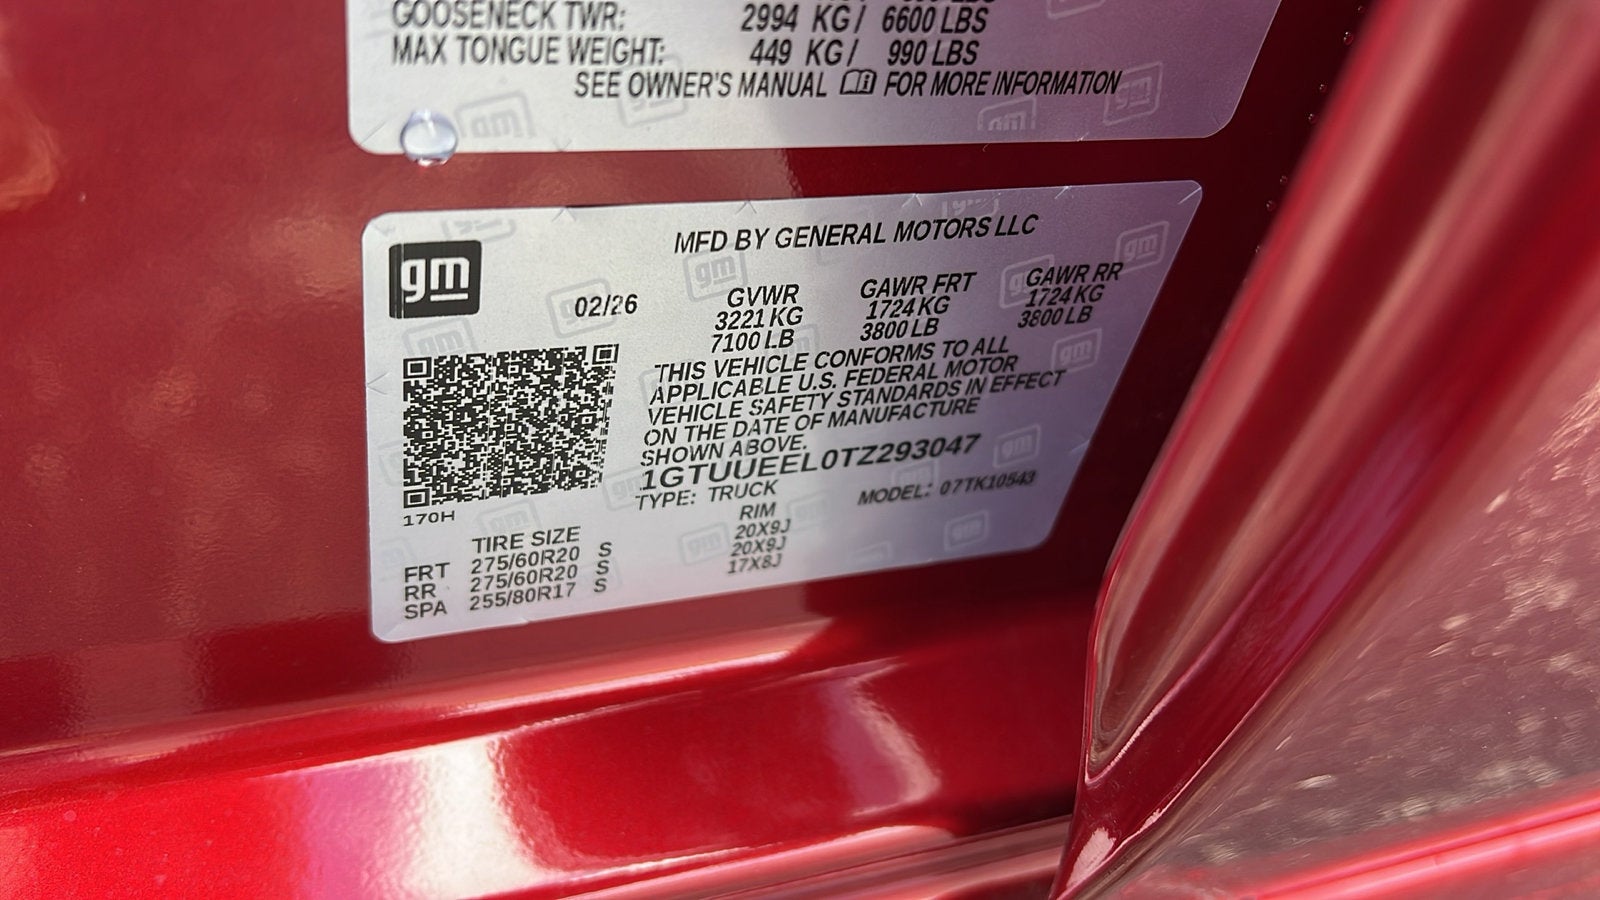 GOOSENECK TWR: 2994 KG/ 6600 LBS
MAX TONGUE WEIGHT: 449 KG/ 990 LBS
SEE OWNER'S MANUAL FOR MORE INFORMATION
gm
MFD BY GENERAL MOTORS LLC
02/26
GVWR GAWR FRT GAWR RR
3221 KG 1724 KG 1724 KG
7100 LB 3800 LB 3800 LB
THIS VEHICLE CONFORMS TO ALL
APPLICABLE U.S. FEDERAL MOTOR
VEHICLE SAFETY STANDARDS IN EFFECT
ON THE DATE OF MANUFACTURE
SHOWN ABOVE.
1GTUUEEL0TZ293047
TYPE: TRUCK MODEL: 07TK10543
170H
TIRE SIZE RIM
FRT 275/60R20 S 20X9J
RR 275/60R20 S 20X9J
SPA 255/80R17 S 17X8J